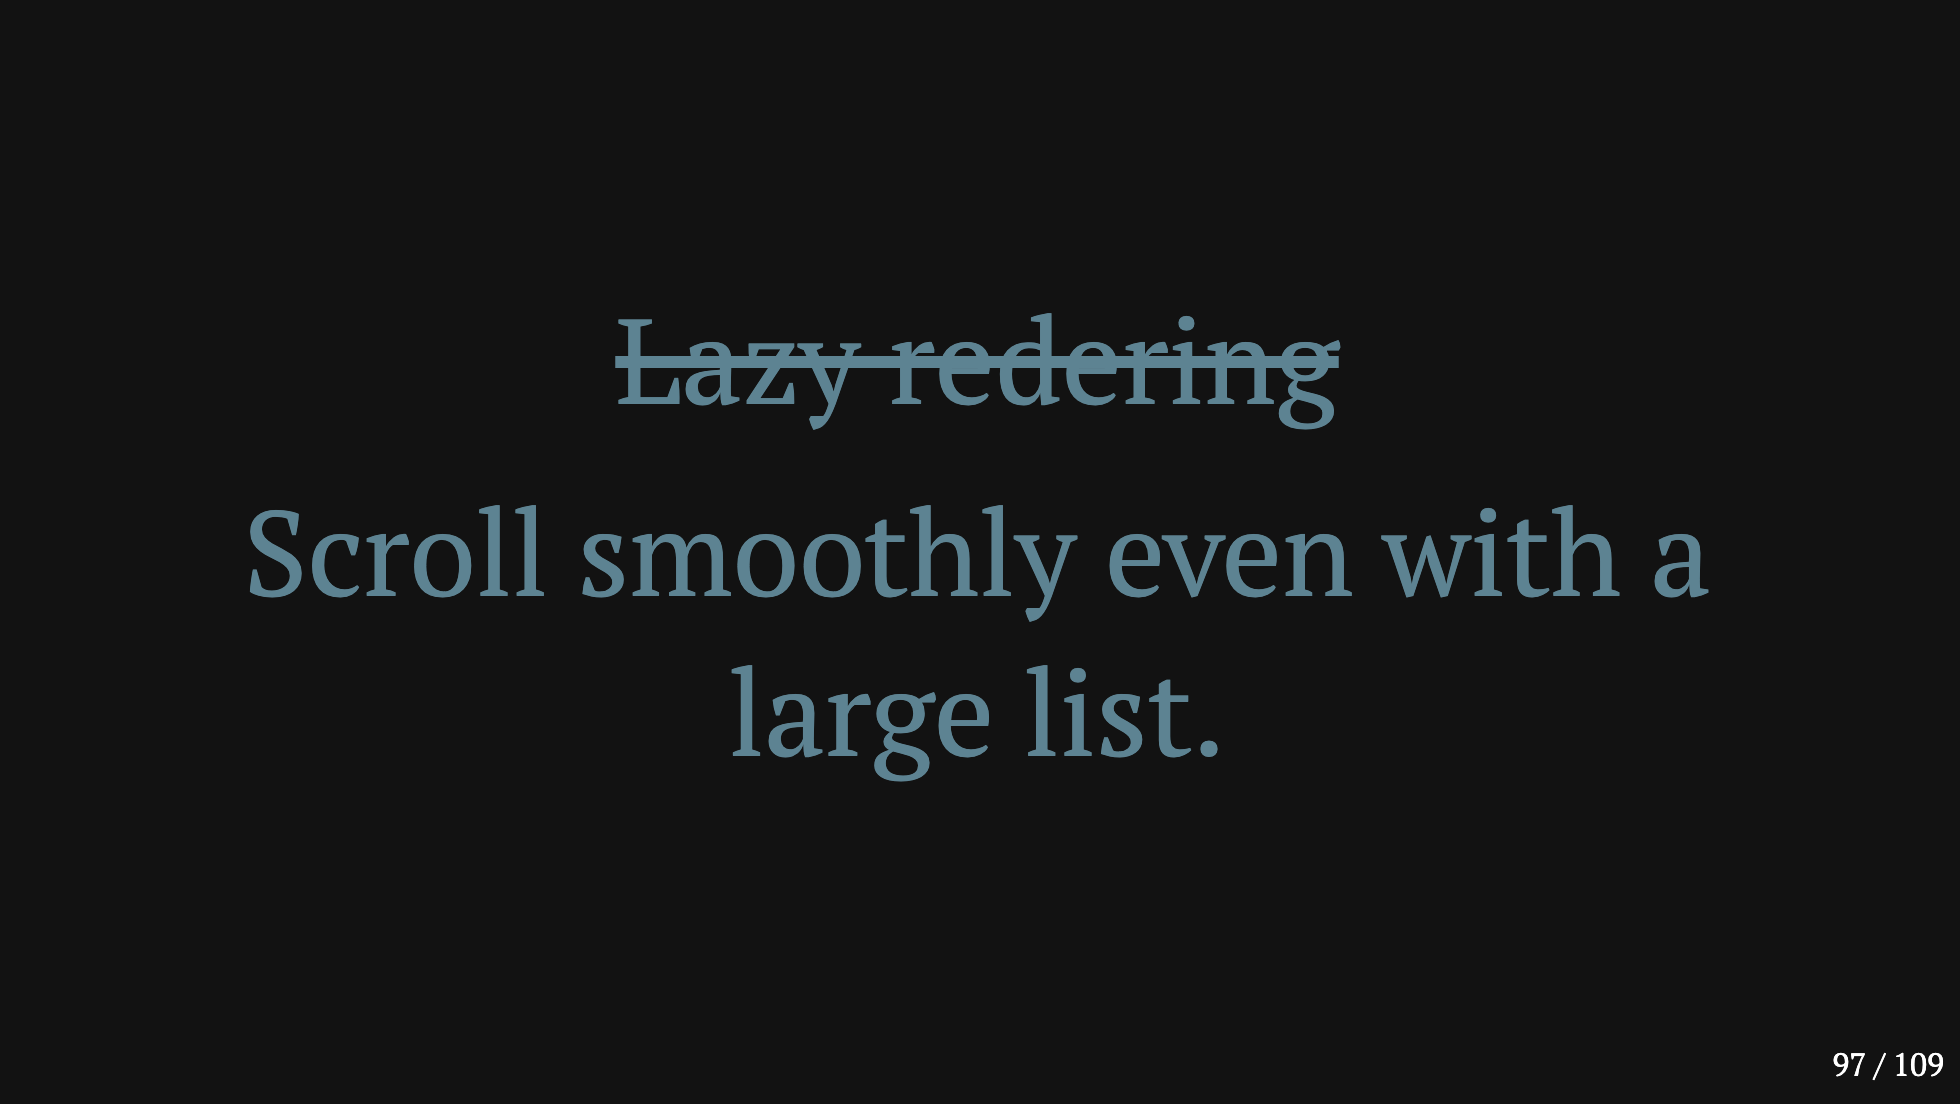 Lazy redering
Scroll smoothly even with a
large list.
97 / 109